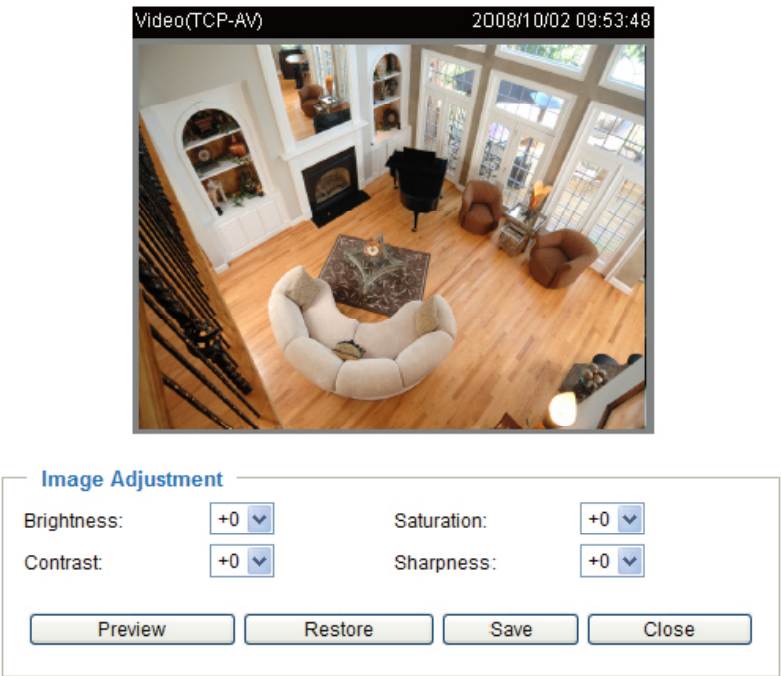 Video(TCP-AV) 2008/10/02 09:53:48
Image Adjustment
Brightness: +0 Saturation: +0
Contrast: +0 Sharpness: +0
Preview Restore Save Close